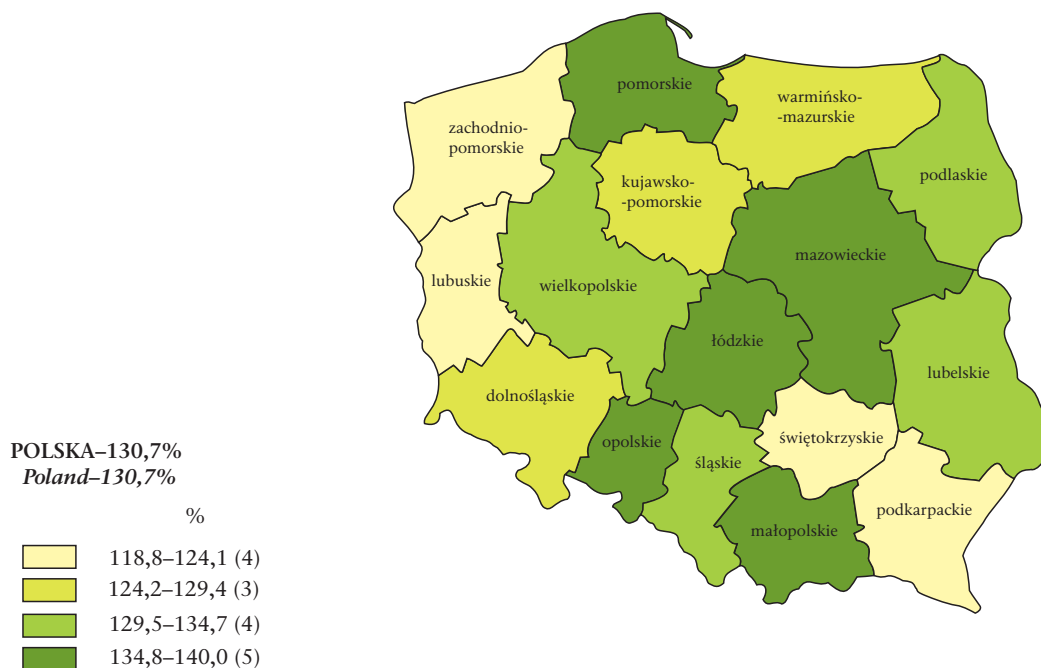 pomorskie
warmińsko-
-mazurskie
zachodnio-
pomorskie
podlaskie
kujawsko-
-pomorskie
mazowieckie
lubuskie
wielkopolskie
łódzkie
lubelskie
dolnośląskie
opolskie
świętokrzyskie
śląskie
podkarpackie
małopolskie
POLSKA–130,7%
Poland–130,7%
%
118,8–124,1 (4)
124,2–129,4 (3)
129,5–134,7 (4)
134,8–140,0 (5)